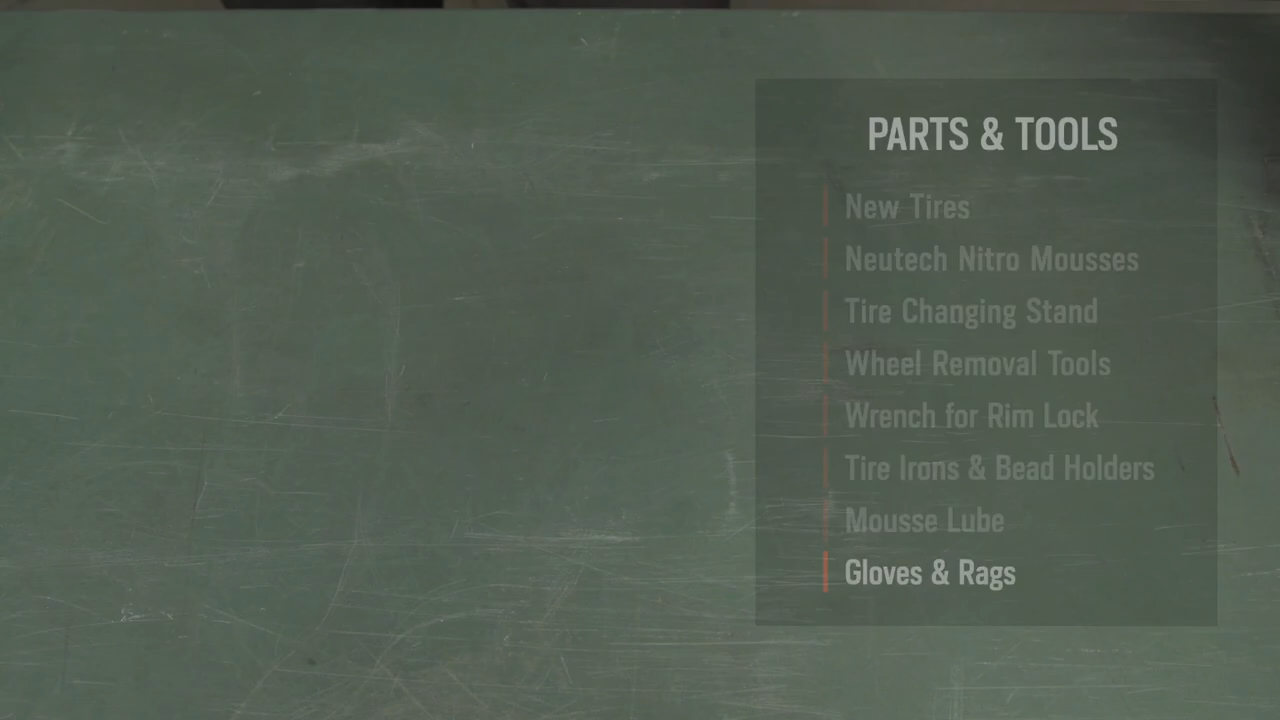 PARTS & TOOLS
New Tires
Neutech Nitro Mousses
Tire Changing Stand
Wheel Removal Tools
Wrench for Rim Lock
Tire Irons & Bead Holders
Mousse Lube
Gloves & Rags